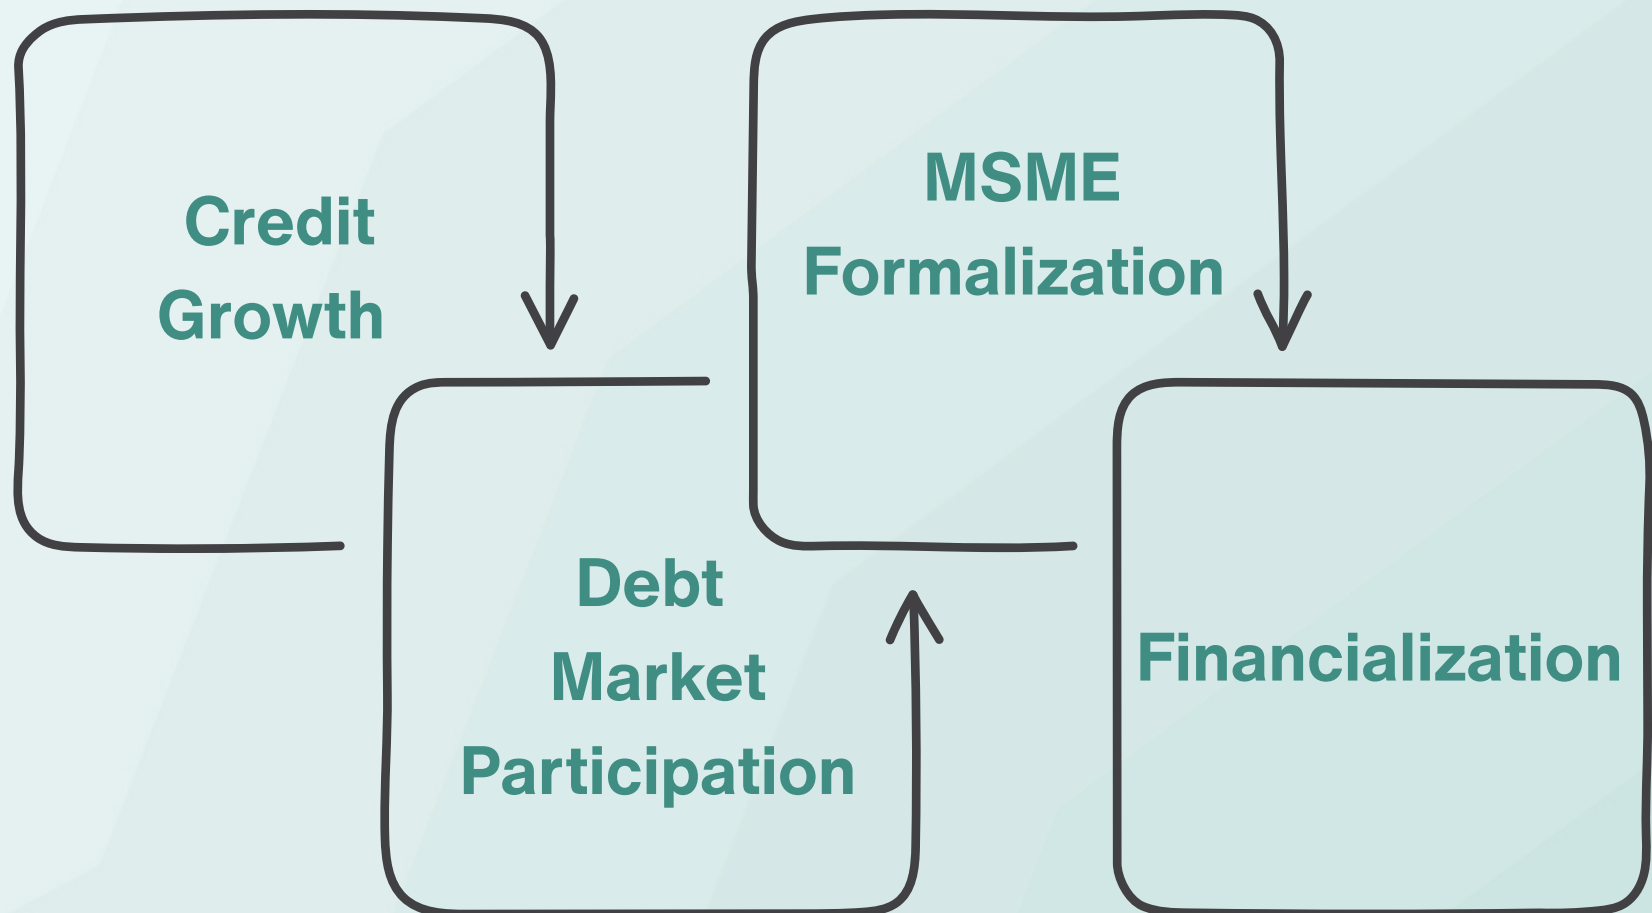 Credit
Growth
Debt
Market
Participation
MSME
Formalization
Financialization